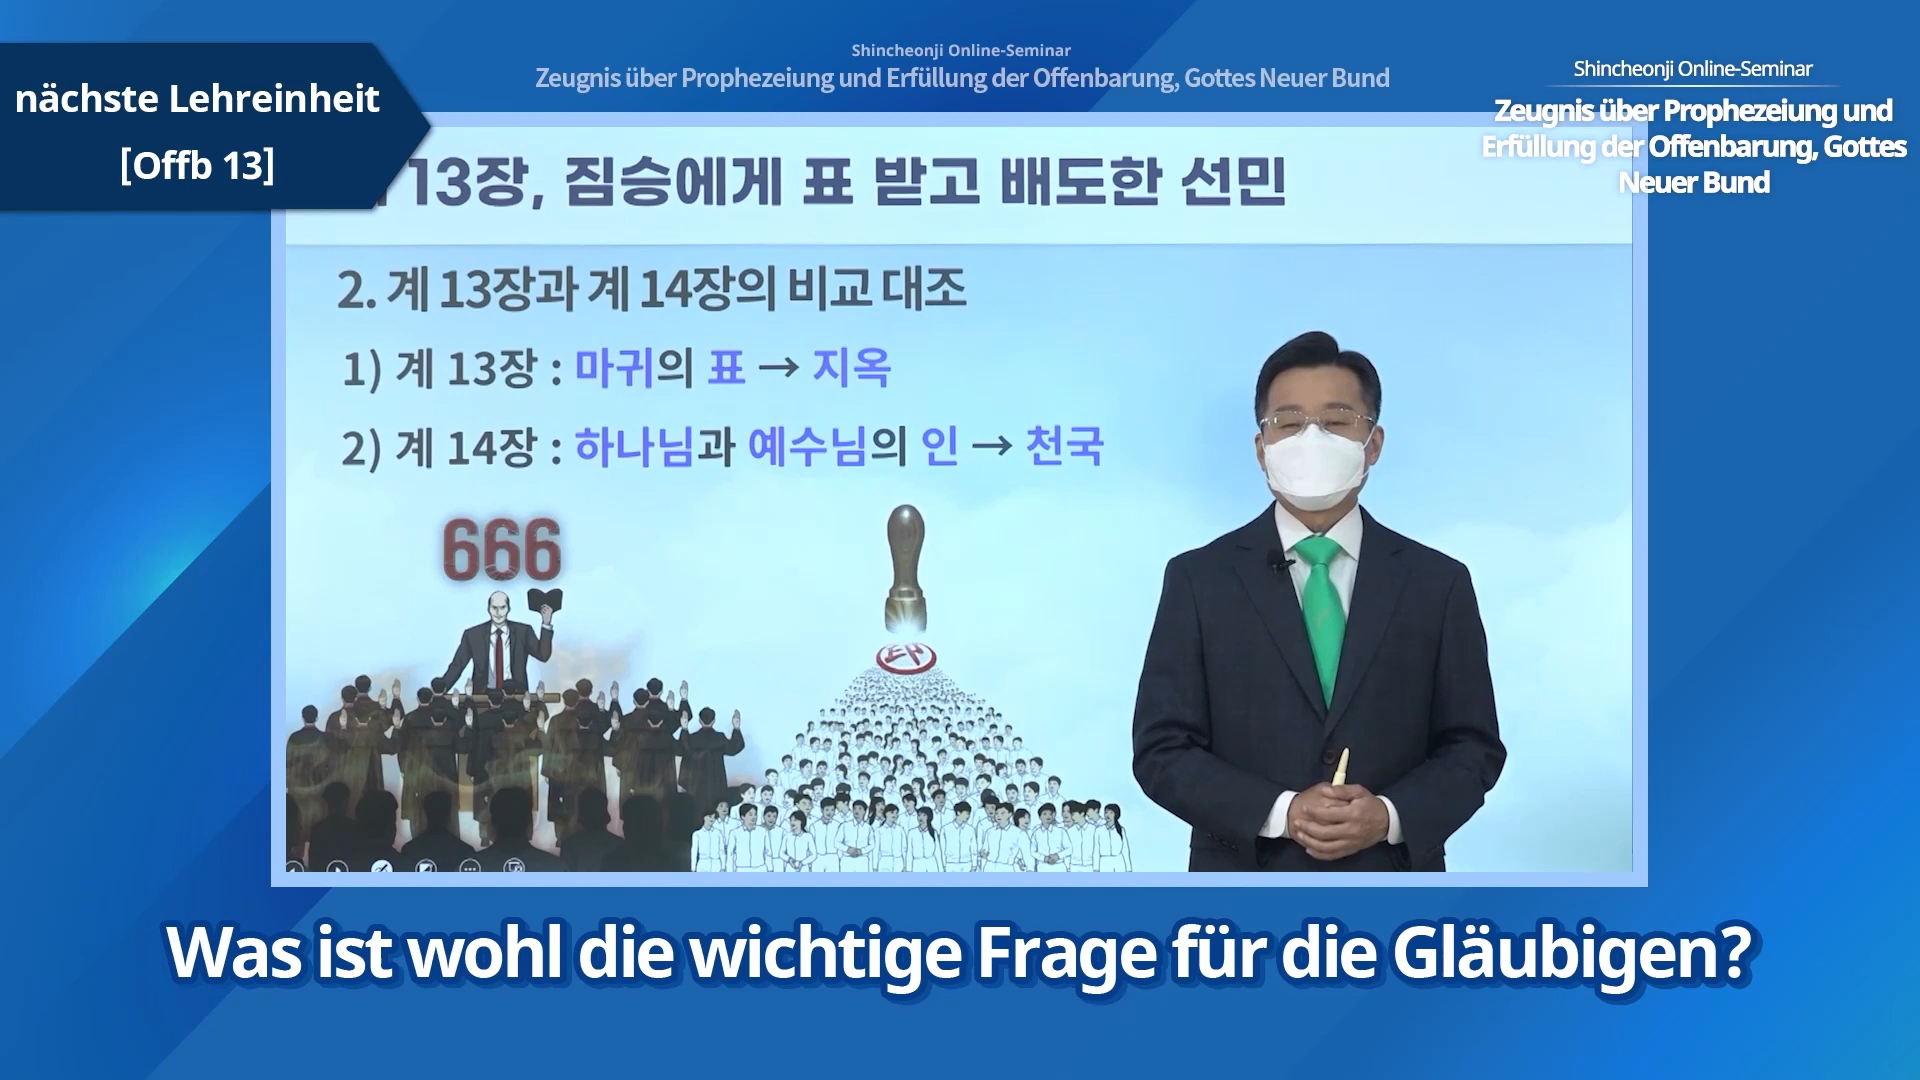 nächste Lehreinheit
[Offb 13]
Shincheonji Online-Seminar
Zeugnis über Prophezeiung und Erfüllung der Offenbarung, Gottes Neuer Bund
Shincheonji Online-Seminar
Zeugnis über Prophezeiung und
Erfüllung der Offenbarung, Gottes
Neuer Bund
13장, 짐승에게 표 받고 배도한 선민
2. 계 13장과 계 14장의 비교 대조
1) 계 13장 : 마귀의 표 → 지옥
2) 계 14장 : 하나님과 예수님의 인 → 천국
666
印
Was ist wohl die wichtige Frage für die Gläubigen?